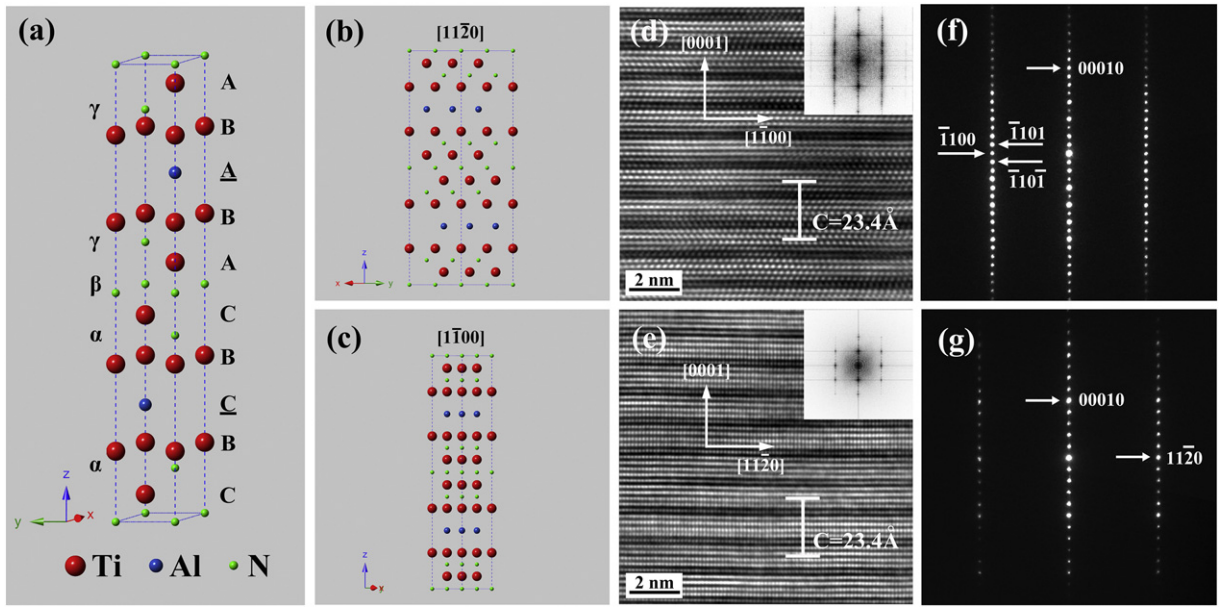 (a)
A
γ
B
A
B
γ
A
β
C
α
B
C
B
α
C
z
y
x
Ti Al N
(b)
[112̅0]
z
x
y
(c)
[11̅00]
z
x
(d)
[0001]
[11̅00]
C=23.4Å
2 nm
(e)
[0001]
[112̅0]
C=23.4Å
2 nm
(f)
00010
1̅101
1̅100
1̅101̅
(g)
00010
112̅0